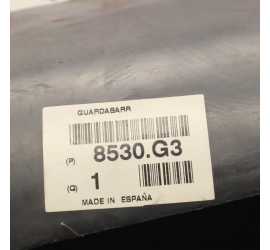 GUARDABARR
(P) 8530.G3
(Q) 1
MADE IN ESPAÑA